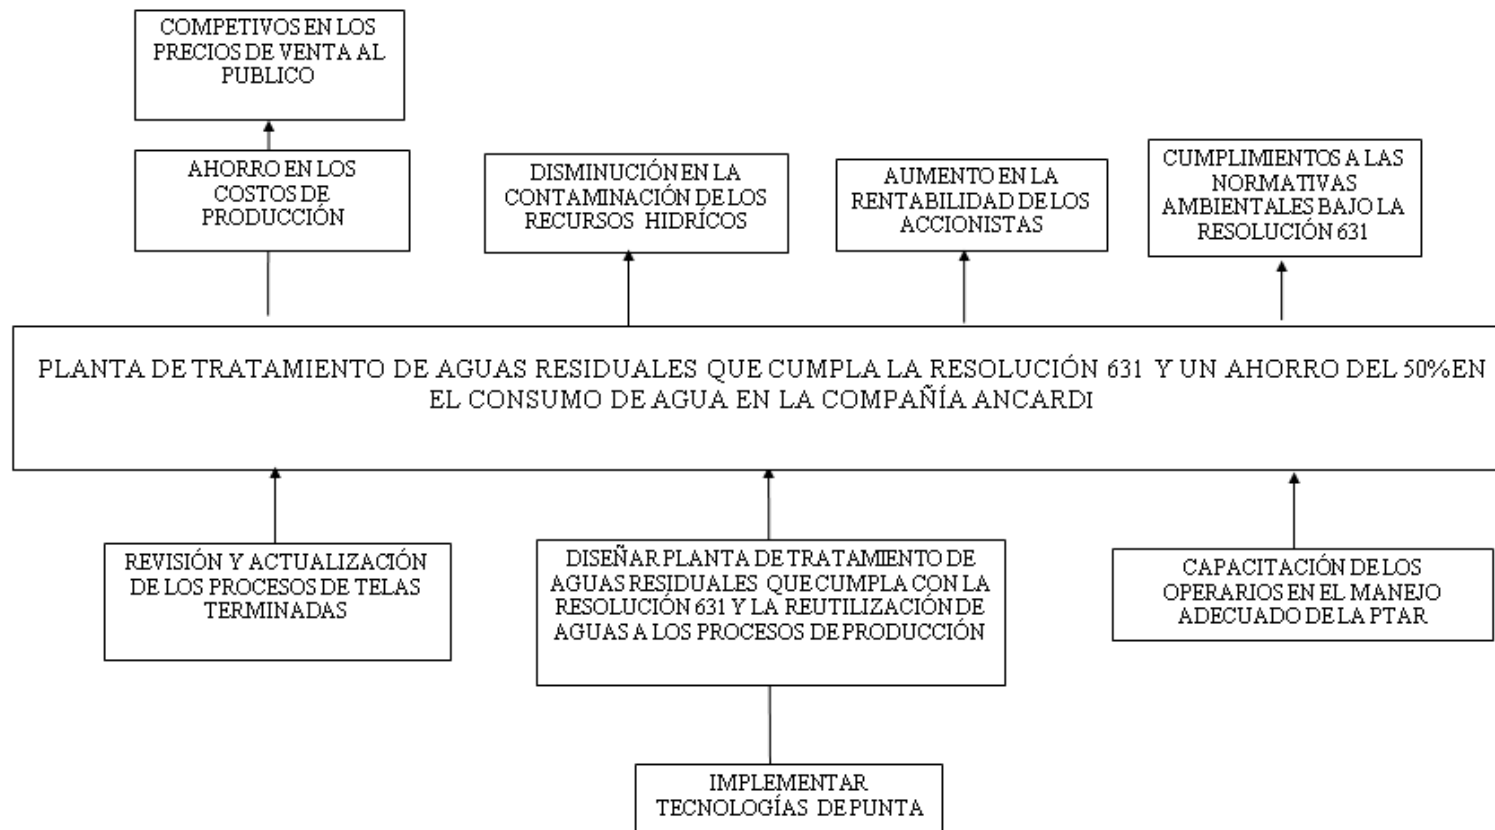 COMPETIVOS EN LOS
PRECIOS DE VENTA AL
PUBLICO
AHORRO EN LOS
COSTOS DE
PRODUCCIÓN
DISMINUCIÓN EN LA
CONTAMINACIÓN DE LOS
RECURSOS HIDRÍCOS
AUMENTO EN LA
RENTABILIDAD DE LOS
ACCIONISTAS
CUMPLIMIENTOS A LAS
NORMATIVAS
AMBIENTALES BAJO LA
RESOLUCIÓN 631
PLANTA DE TRATAMIENTO DE AGUAS RESIDUALES QUE CUMPLA LA RESOLUCIÓN 631 Y UN AHORRO DEL 50% EN
EL CONSUMO DE AGUA EN LA COMPAÑÍA ANCARDI
REVISIÓN Y ACTUALIZACIÓN
DE LOS PROCESOS DE TELAS
TERMINADAS
DISEÑAR PLANTA DE TRATAMIENTO DE
AGUAS RESIDUALES QUE CUMPLA CON LA
RESOLUCIÓN 631 Y LA REUTILIZACIÓN DE
AGUAS A LOS PROCESOS DE PRODUCCIÓN
CAPACITACIÓN DE LOS
OPERARIOS EN EL MANEJO
ADECUADO DE LA PTAR
IMPLEMENTAR
TECNOLOGÍAS DE PUNTA